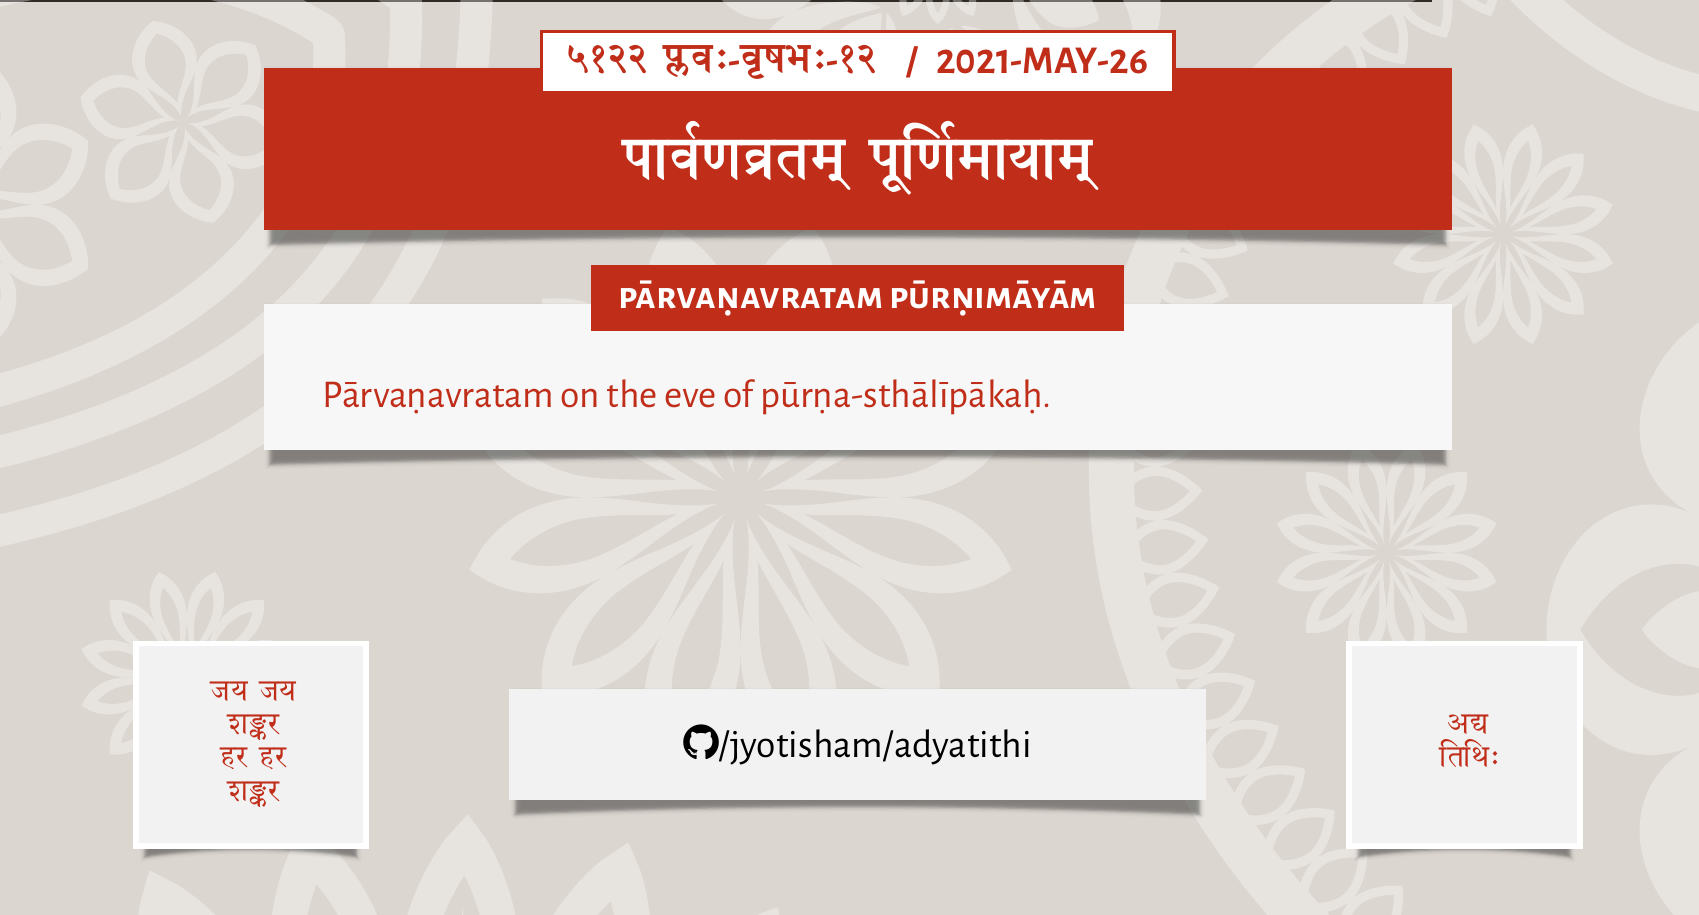 ५१२२ प्लवः-वृषभः-१२ / 2021-MAY-26
पार्वणव्रतम् पूर्णिमायाम्
PĀRVAṆAVRATAM PŪRṆIMĀYĀM
Pārvaṇavratam on the eve of pūrṇa-sthālīpākaḥ.
जय जय
शङ्कर
हर हर
शङ्कर
/jyotisham/adyatithi
अद्य
तिथिः